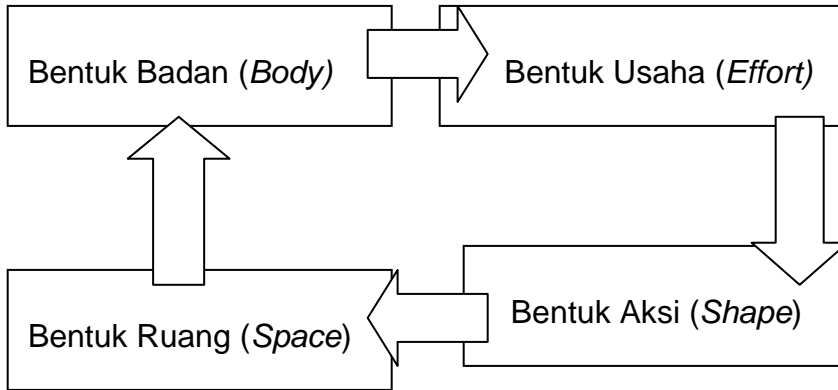 Bentuk Badan (Body)
Bentuk Usaha (Effort)
Bentuk Aksi (Shape)
Bentuk Ruang (Space)